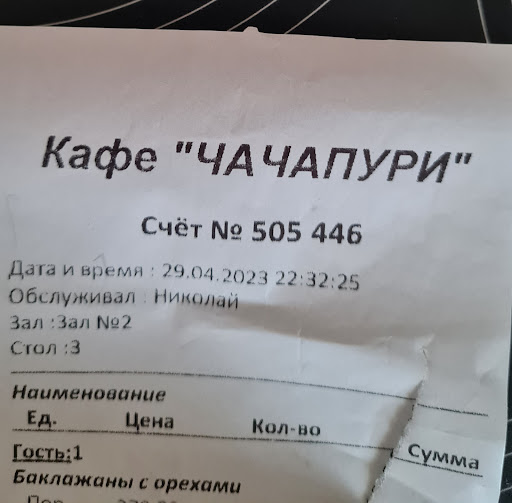 Кафе "ЧАЧАПУРИ"
Счёт № 505 446
Дата и время : 29.04.2023 22:32:25
Обслуживал : Николай
Зал :Зал №2
Стол :3
Наименование
Ед. Цена Кол-во Сумма
Гость:1
Баклажаны с орехами